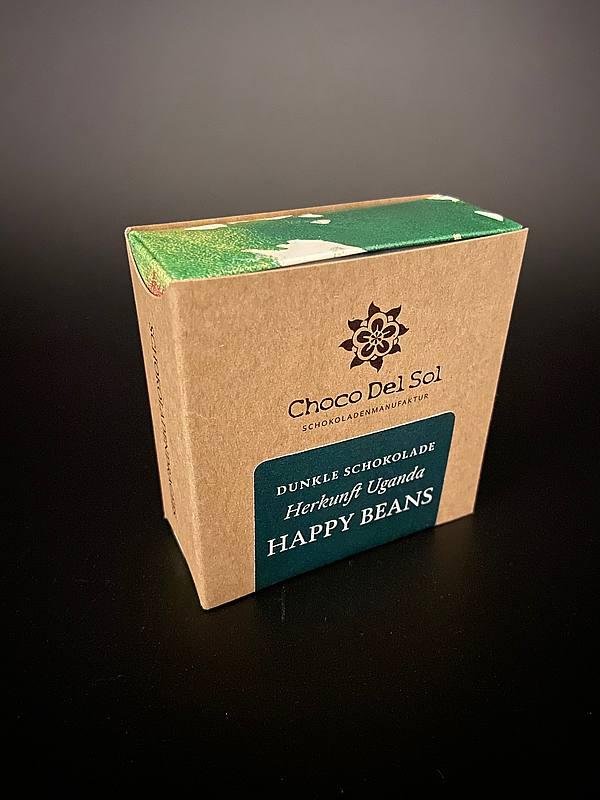 Choco Del Sol
SCHOKOLADENMANUFAKTUR
DUNKLE SCHOKOLADE
Herkunft Uganda
HAPPY BEANS